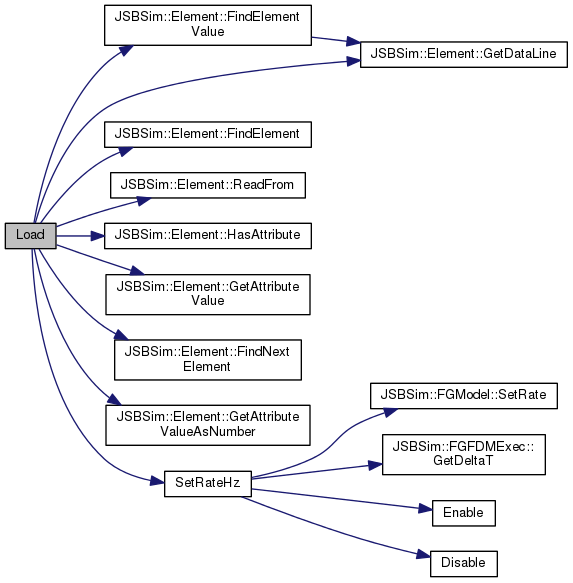 JSBSim::Element::FindElement
Value
JSBSim::Element::GetDataLine
JSBSim::Element::FindElement
JSBSim::Element::ReadFrom
Load
JSBSim::Element::HasAttribute
JSBSim::Element::GetAttribute
Value
JSBSim::Element::FindNext
Element
JSBSim::Element::GetAttribute
ValueAsNumber
JSBSim::FGModel::SetRate
JSBSim::FGFDMExec::
GetDeltaT
SetRateHz
Enable
Disable